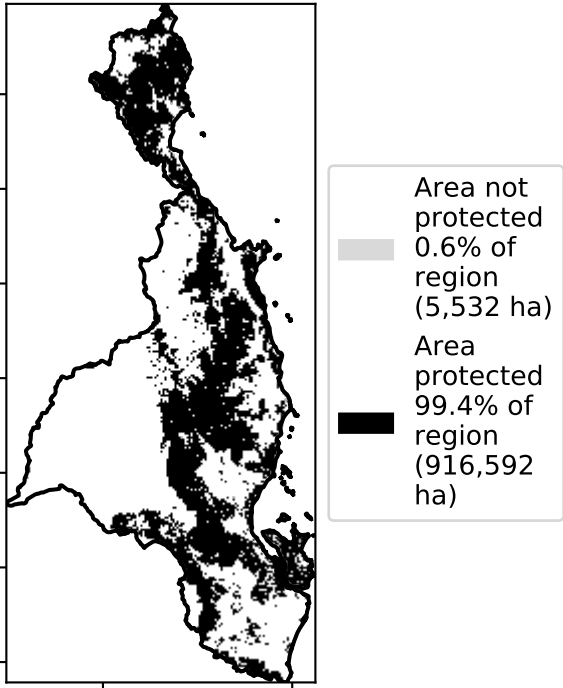 Area not
protected
0.6% of
region
(5,532 ha)
Area
protected
99.4% of
region
(916,592
ha)